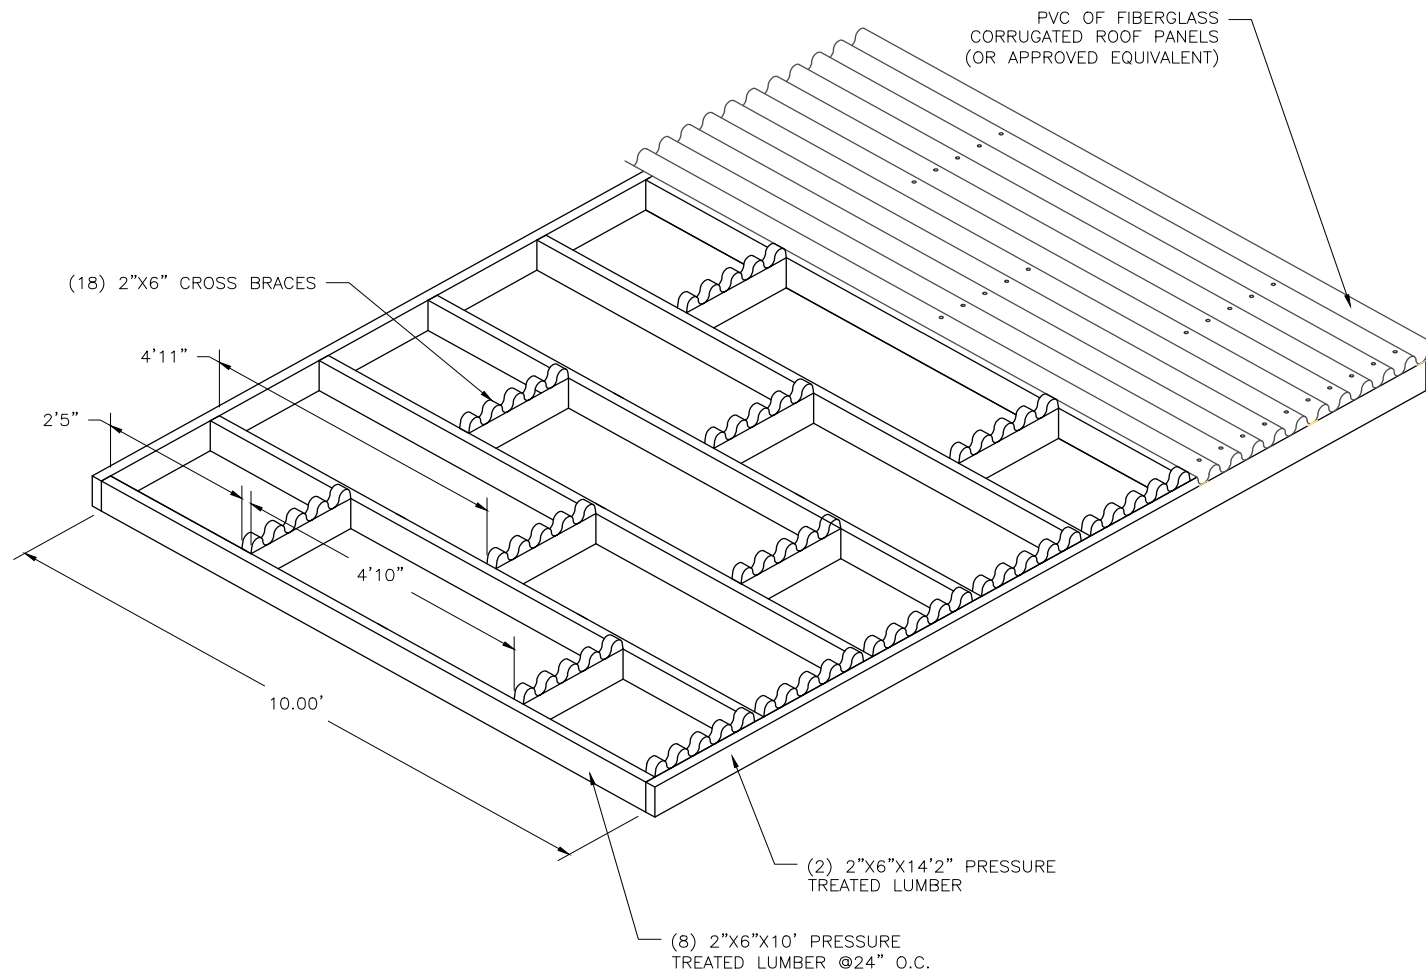 PVC OF FIBERGLASS
CORRUGATED ROOF PANELS
(OR APPROVED EQUIVALENT)
(18) 2”X6” CROSS BRACES
4’11”
2’5”
4’10”
10.00’
(2) 2”X6”X14’2” PRESSURE
TREATED LUMBER
(8) 2”X6”X10’ PRESSURE
TREATED LUMBER @24” O.C.